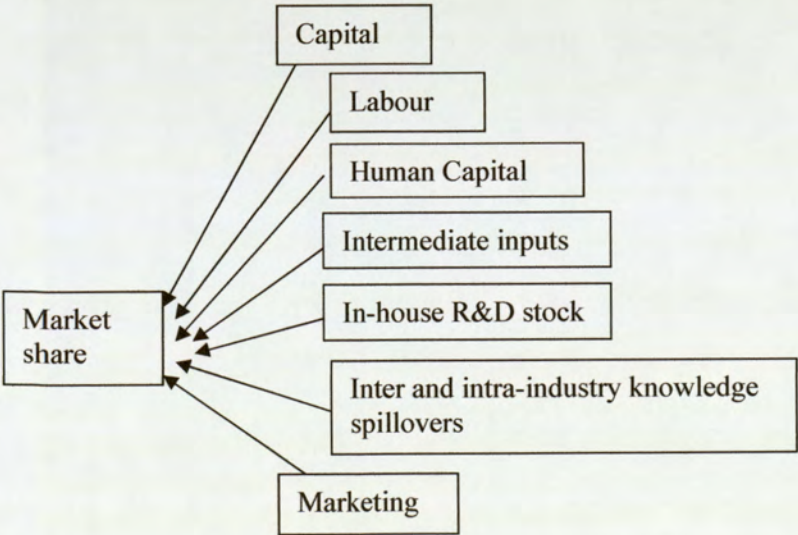 Capital
Labour
Human Capital
Intermediate inputs
In-house R&D stock
Market
share
Inter and intra-industry knowledge
spillovers
Marketing